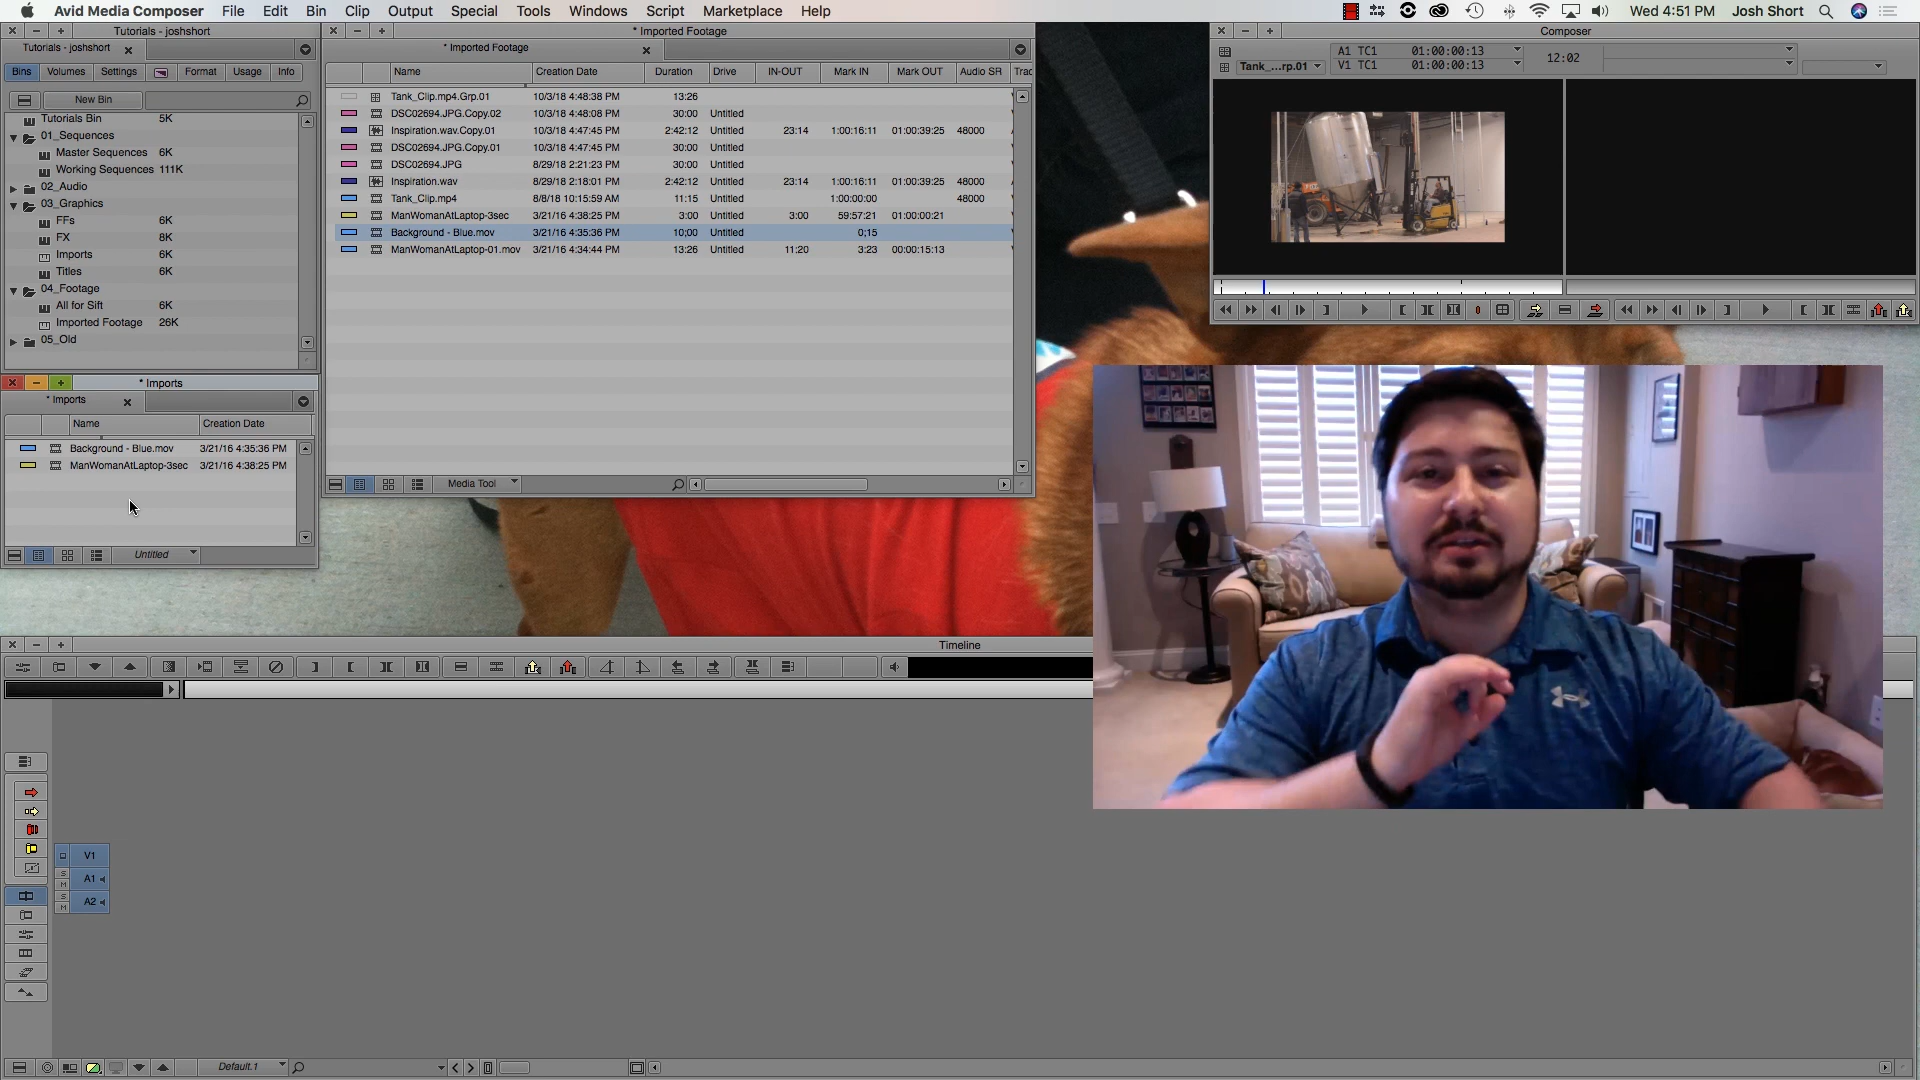 Avid Media Composer File Edit Bin Clip Output Special Tools Windows Script Marketplace Help Wed 4:51 PM Josh Short
Tutorials - joshshort
Tutorials - joshshort
Bins Volumes Settings Format Usage Info
New Bin
Tutorials Bin 5K
01_Sequences
Master Sequences 6K
Working Sequences 111K
02_Audio
03_Graphics
FFs 6K
FX 8K
Imports 6K
Titles 6K
04_Footage
All for Sift 6K
Imported Footage 26K
05_Old
* Imports
* Imports
Name Creation Date
Background - Blue.mov 3/21/16 4:35:36 PM
ManWomanAtLaptop-3sec 3/21/16 4:38:25 PM
Untitled
* Imported Footage
* Imported Footage
Name Creation Date Duration Drive IN-OUT Mark IN Mark OUT Audio SR Trac
Tank_Clip.mp4.Grp.01 10/3/18 4:48:38 PM 13:26
DSC02694.JPG.Copy.02 10/3/18 4:48:08 PM 30:00 Untitled
Inspiration.wav.Copy.01 10/3/18 4:47:45 PM 2:42:12 Untitled 23:14 1:00:16:11 01:00:39:25 48000
DSC02694.JPG.Copy.01 10/3/18 4:47:45 PM 30:00 Untitled
DSC02694.JPG 8/29/18 2:21:23 PM 30:00 Untitled
Inspiration.wav 8/29/18 2:18:01 PM 2:42:12 Untitled 23:14 1:00:16:11 01:00:39:25 48000
Tank_Clip.mp4 8/8/18 10:15:59 AM 11:15 Untitled 1:00:00:00 48000
ManWomanAtLaptop-3sec 3/21/16 4:38:25 PM 3:00 Untitled 3:00 59:57:21 01:00:00:21
Background - Blue.mov 3/21/16 4:35:36 PM 10;00 Untitled 0;15
ManWomanAtLaptop-01.mov 3/21/16 4:34:44 PM 13:26 Untitled 11:20 3:23 00:00:15:13
Media Tool
Composer
Tank_...rp.01
A1 TC1 01:00:00:13
V1 TC1 01:00:00:13
12:02
Timeline
V1
S
M
A1
S
M
A2
Default.1